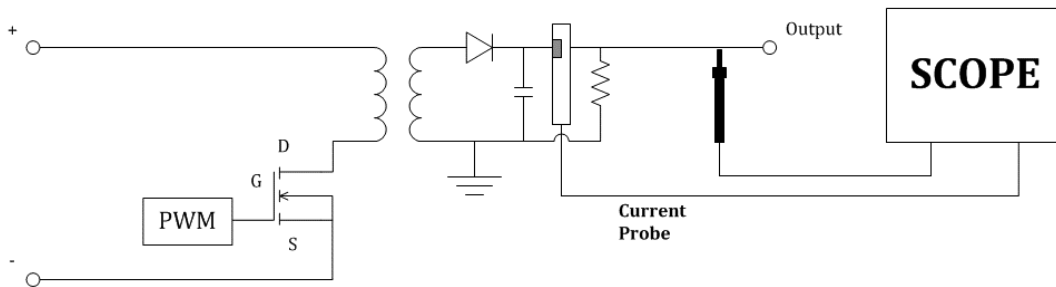 +
Output
SCOPE
D
G
PWM
S
Current
Probe
-